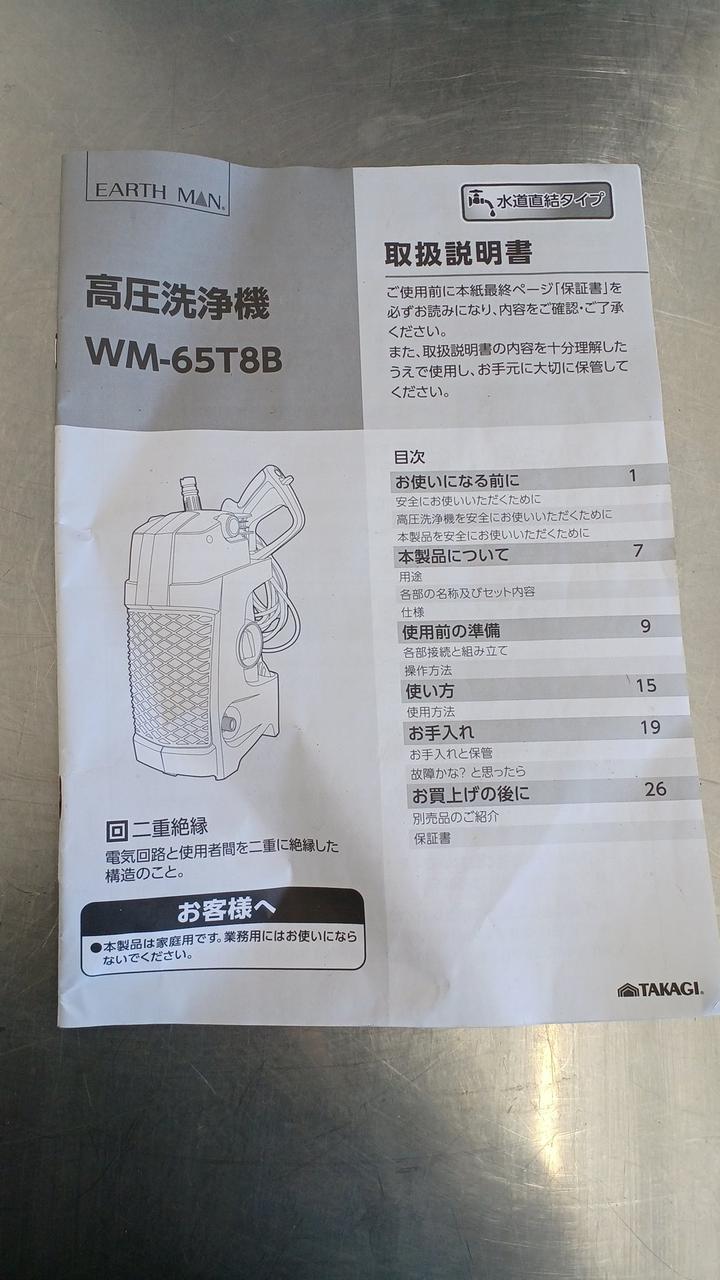 EARTH MAN®
高圧洗浄機
WM-65T8B
水道直結タイプ
取扱説明書
ご使用前に本紙最終ページ「保証書」を
必ずお読みになり、内容をご確認・ご了承
ください。
また、取扱説明書の内容を十分理解した
うえで使用し、お手元に大切に保管して
ください。
目次
お使いになる前に 1
安全にお使いいただくために
高圧洗浄機を安全にお使いいただくために
本製品を安全にお使いいただくために
本製品について 7
用途
各部の名称及びセット内容
仕様
使用前の準備 9
各部接続と組み立て
操作方法
使い方 15
使用方法
お手入れ 19
お手入れと保管
故障かな? と思ったら
お買上げの後に 26
別売品のご紹介
保証書
二重絶縁
電気回路と使用者間を二重に絶縁した
構造のこと。
お客様へ
●本製品は家庭用です。業務用にはお使いになら
ないでください。
TAKAGI®